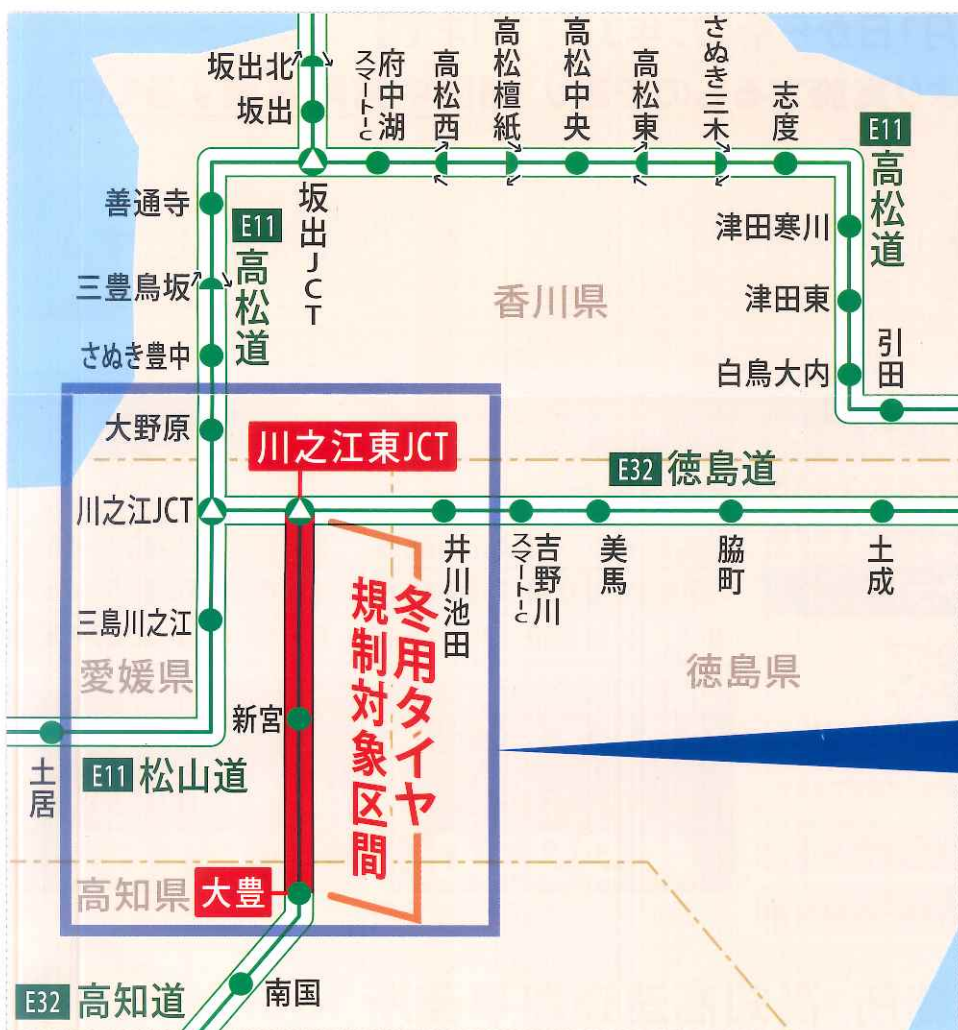 坂出北
坂出
府中湖
スマートIC
高松西
高松檀紙
高松中央
高松東
さぬき三木
志度
E11
高松道
善通寺
E11
高松道
坂出JCT
津田寒川
三豊鳥坂
香川県
津田東
さぬき豊中
引田
白鳥大内
大野原
川之江東JCT
E32 徳島道
川之江JCT
井川池田
吉野川
スマートIC
美馬
脇町
土成
冬用タイヤ
規制対象区間
三島川之江
愛媛県
徳島県
新宮
土居
E11 松山道
高知県
大豊
E32 高知道
南国